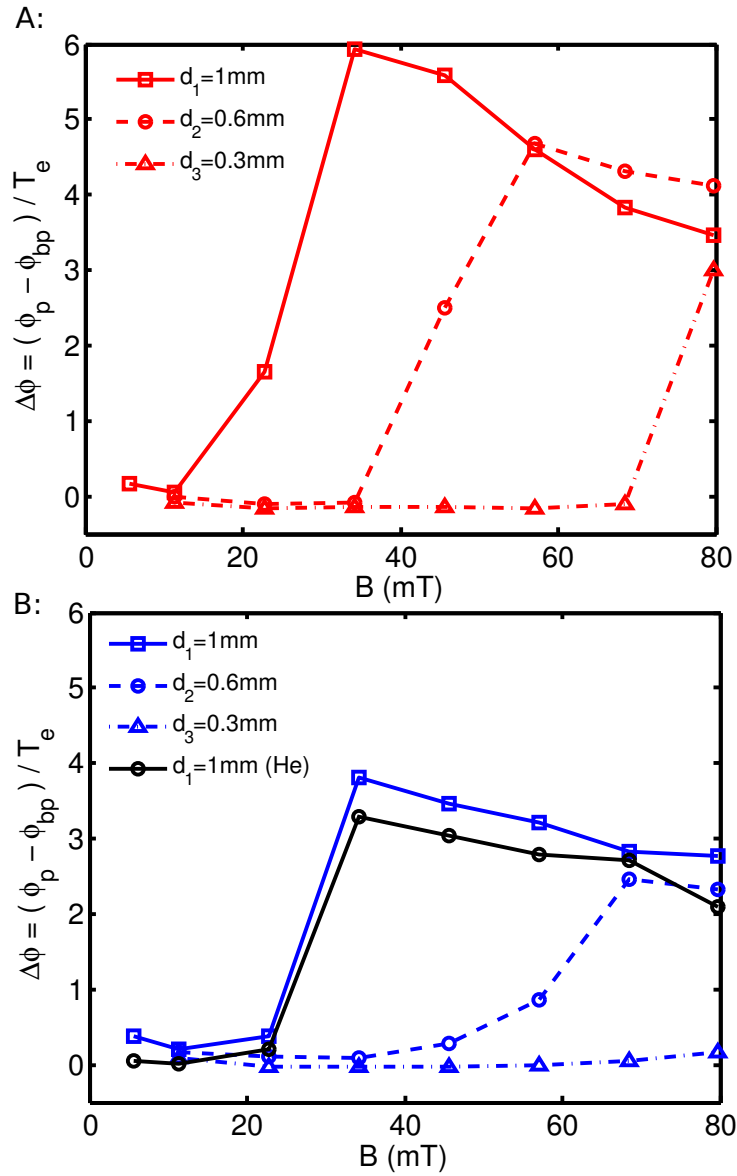 A:
6
5
4
3
2
1
0
d₁=1mm
d₂=0.6mm
d₃=0.3mm
Δϕ = ( ϕₚ − ϕ_bp ) / Tₑ
0 20 40 60 80
B (mT)
B:
6
5
4
3
2
1
0
d₁=1mm
d₂=0.6mm
d₃=0.3mm
d₁=1mm (He)
Δϕ = ( ϕₚ − ϕ_bp ) / Tₑ
0 20 40 60 80
B (mT)